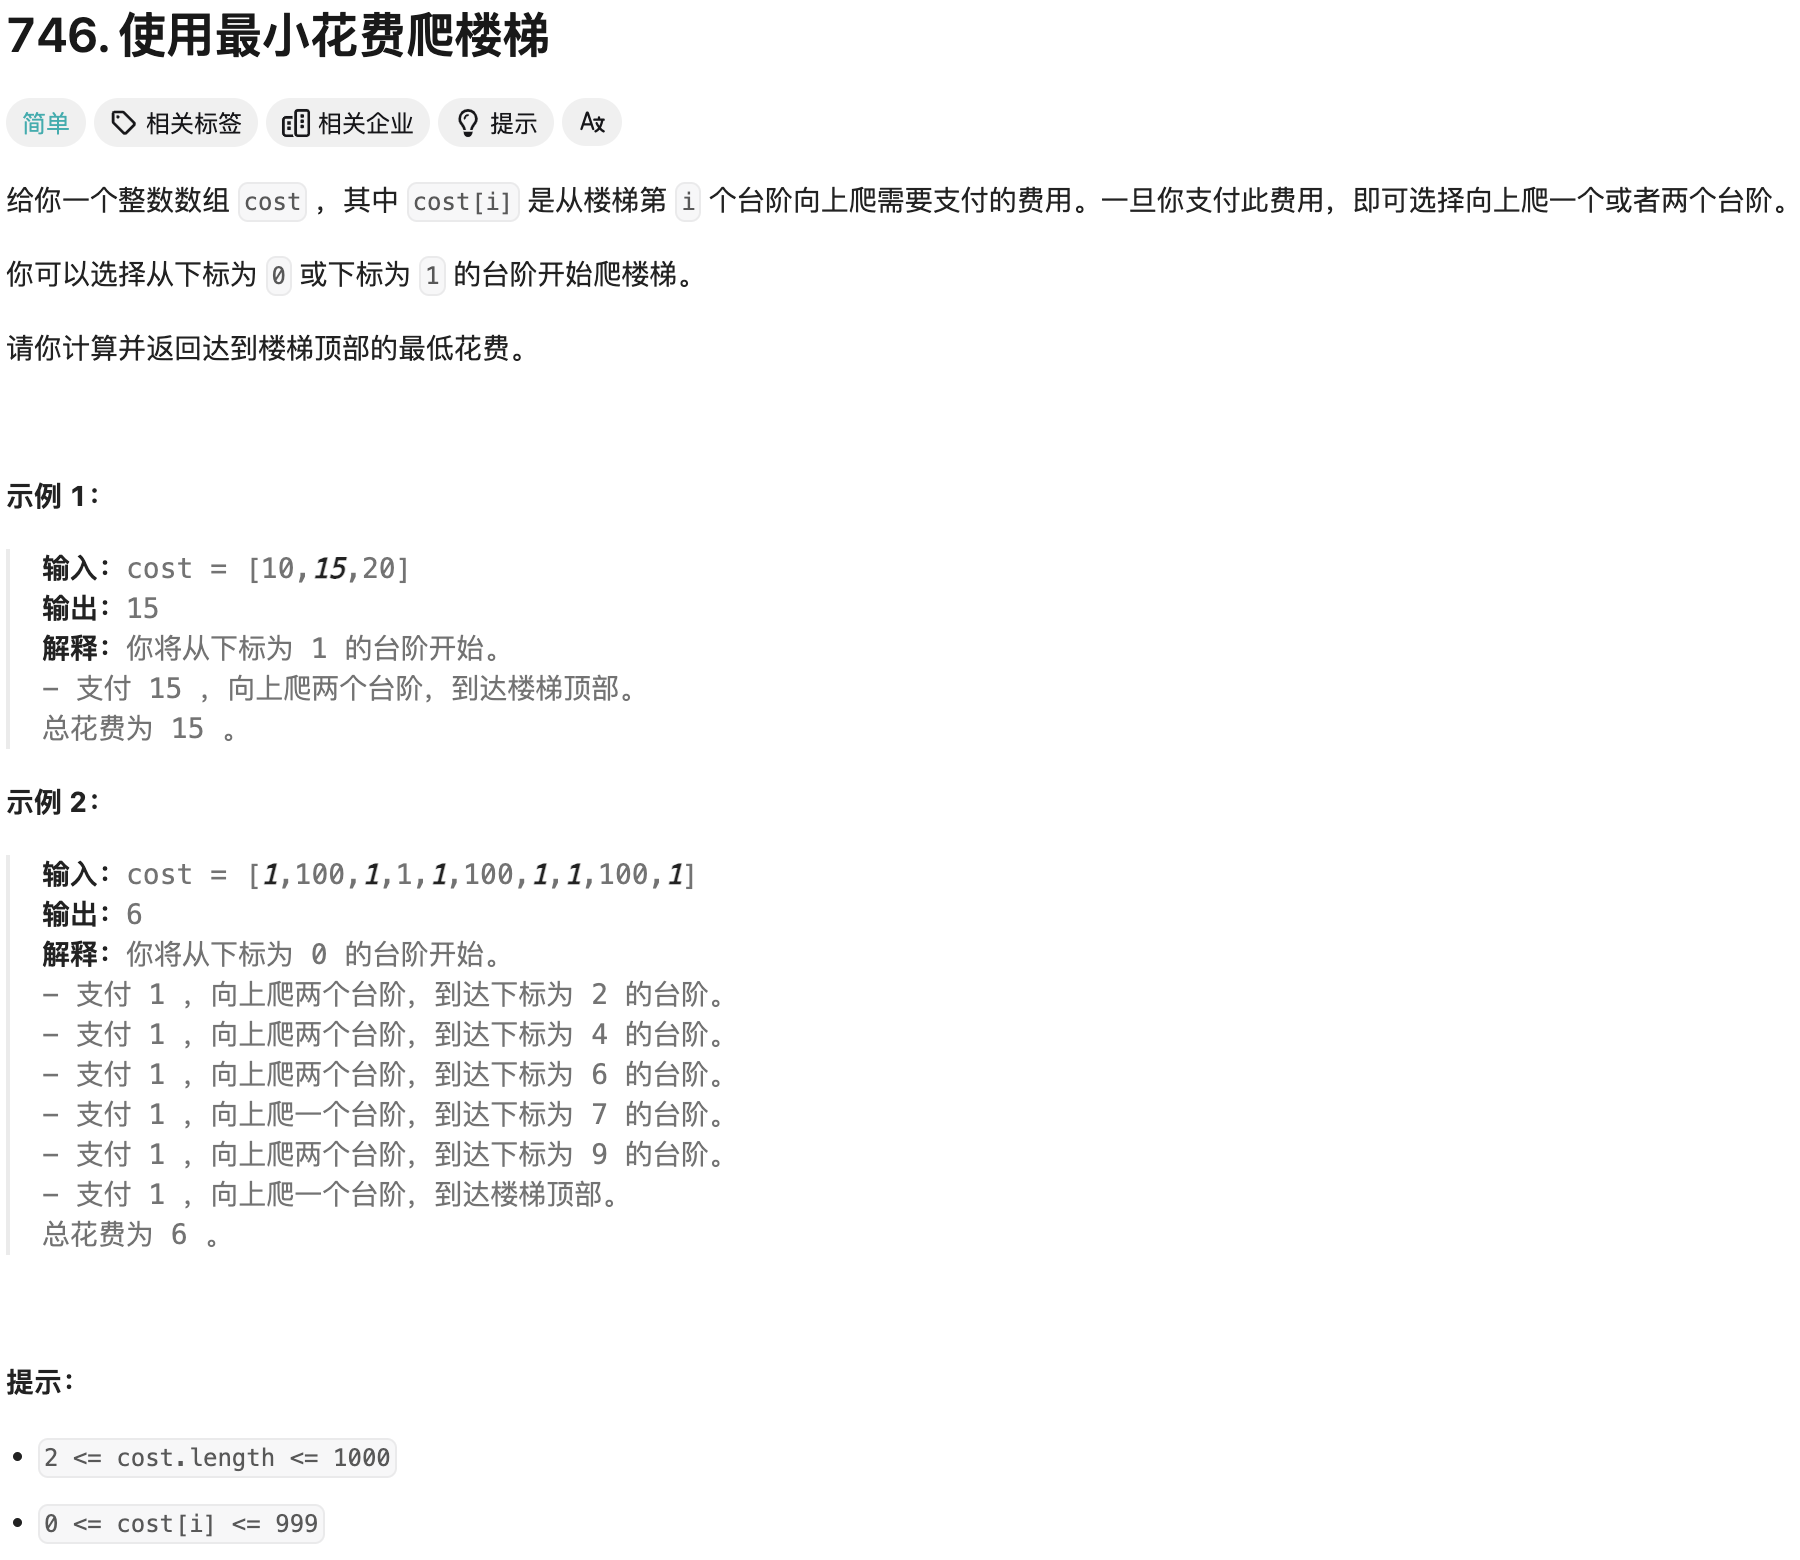 746. 使用最小花费爬楼梯
简单 相关标签 相关企业 提示 A文
给你一个整数数组 cost ，其中 cost[i] 是从楼梯第 i 个台阶向上爬需要支付的费用。一旦你支付此费用，即可选择向上爬一个或者两个台阶。
你可以选择从下标为 0 或下标为 1 的台阶开始爬楼梯。
请你计算并返回达到楼梯顶部的最低花费。
示例 1：
输入：cost = [10,15,20]
输出：15
解释：你将从下标为 1 的台阶开始。
- 支付 15 ，向上爬两个台阶，到达楼梯顶部。
总花费为 15 。
示例 2：
输入：cost = [1,100,1,1,1,100,1,1,100,1]
输出：6
解释：你将从下标为 0 的台阶开始。
- 支付 1 ，向上爬两个台阶，到达下标为 2 的台阶。
- 支付 1 ，向上爬两个台阶，到达下标为 4 的台阶。
- 支付 1 ，向上爬两个台阶，到达下标为 6 的台阶。
- 支付 1 ，向上爬一个台阶，到达下标为 7 的台阶。
- 支付 1 ，向上爬两个台阶，到达下标为 9 的台阶。
- 支付 1 ，向上爬一个台阶，到达楼梯顶部。
总花费为 6 。
提示：
• 2 <= cost.length <= 1000
• 0 <= cost[i] <= 999